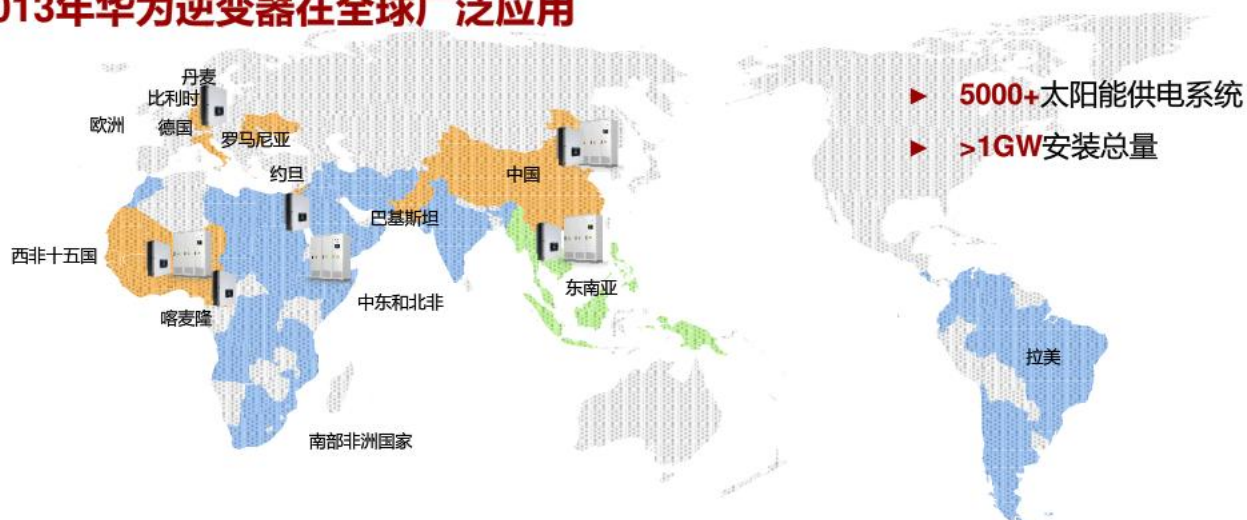 013年华为逆变器在全球广泛应用
5000+太阳能供电系统
>1GW安装总量
丹麦
比利时
欧洲
德国
罗马尼亚
约旦
中国
巴基斯坦
西非十五国
东南亚
中东和北非
喀麦隆
拉美
南部非洲国家